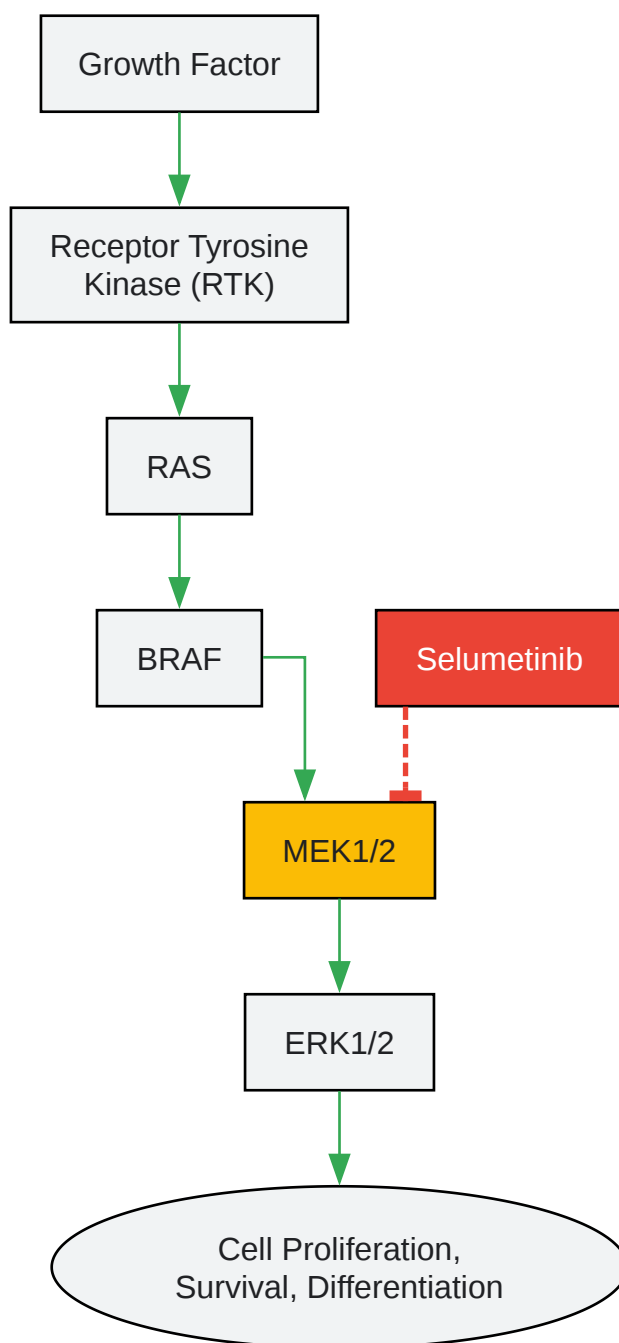 Growth Factor
Receptor Tyrosine
Kinase (RTK)
RAS
BRAF
Selumetinib
MEK1/2
ERK1/2
Cell Proliferation,
Survival, Differentiation